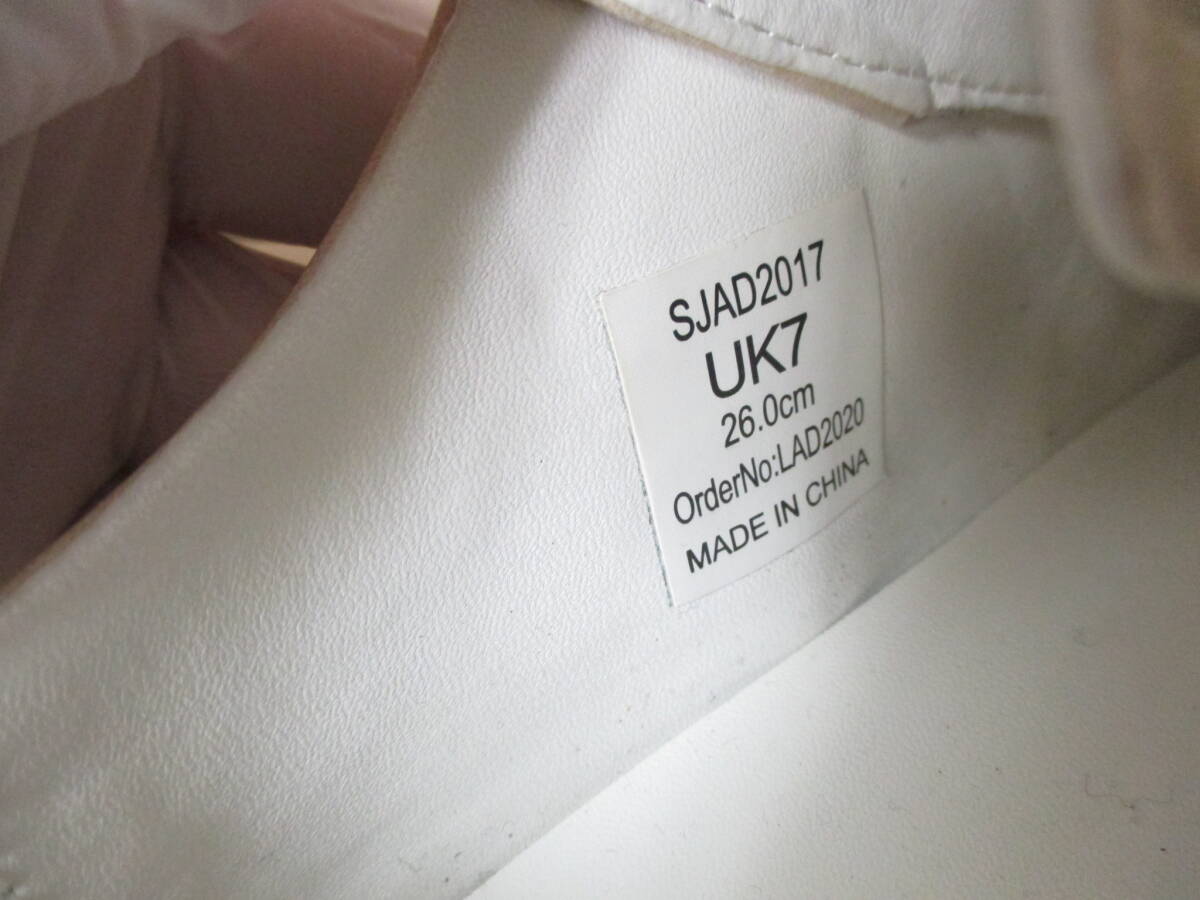 SJAD2017
UK7
26.0cm
OrderNo:LAD2020
MADE IN CHINA